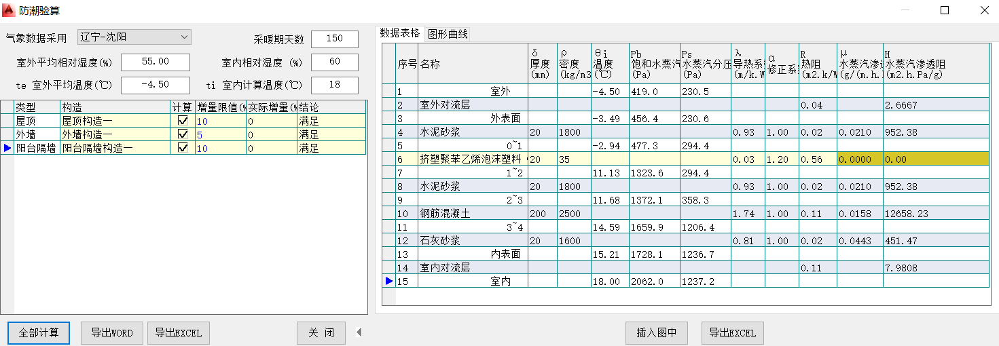 防潮验算
气象数据采用 辽宁-沈阳 采暖期天数 150
室外平均相对湿度(%) 55.00 室内相对湿度 (%) 60
te 室外平均温度(℃) -4.50 ti 室内计算温度(℃) 18
类型 构造 计算 增量限值(% 实际增量(% 结论
屋顶 屋顶构造一 10 0 满足
外墙 外墙构造一 5 0 满足
阳台隔墙 阳台隔墙构造一 10 0 满足
全部计算 导出WORD 导出EXCEL 关 闭
数据表格 图形曲线
序号 名称 δ 厚度 (mm) ρ 密度 (kg/m3 θi 温度 (℃) Pb 饱和水蒸汽 (Pa) Ps 水蒸汽分压 (Pa) λ 导热系数 (m/k.W α 修正系数 R 热阻 (m2.k/W μ 水蒸汽渗透 (g/(m.h.P H 水蒸汽渗透阻 (m2.h.Pa/g)
1 室外 -4.50 419.0 230.5
2 室外对流层 0.04 2.6667
3 外表面 -3.49 456.4 230.6
4 水泥砂浆 20 1800 0.93 1.00 0.02 0.0210 952.38
5 0~1 -2.94 477.3 294.4
6 挤塑聚苯乙烯泡沫塑料 ( 20 35 0.03 1.20 0.56 0.0000 0.00
7 1~2 11.13 1323.6 294.4
8 水泥砂浆 20 1800 0.93 1.00 0.02 0.0210 952.38
9 2~3 11.68 1372.1 358.3
10 钢筋混凝土 200 2500 1.74 1.00 0.11 0.0158 12658.23
11 3~4 14.59 1659.9 1206.4
12 石灰砂浆 20 1600 0.81 1.00 0.02 0.0443 451.47
13 内表面 15.21 1728.1 1236.7
14 室内对流层 0.11 7.9808
15 室内 18.00 2062.0 1237.2
插入图中 导出EXCEL